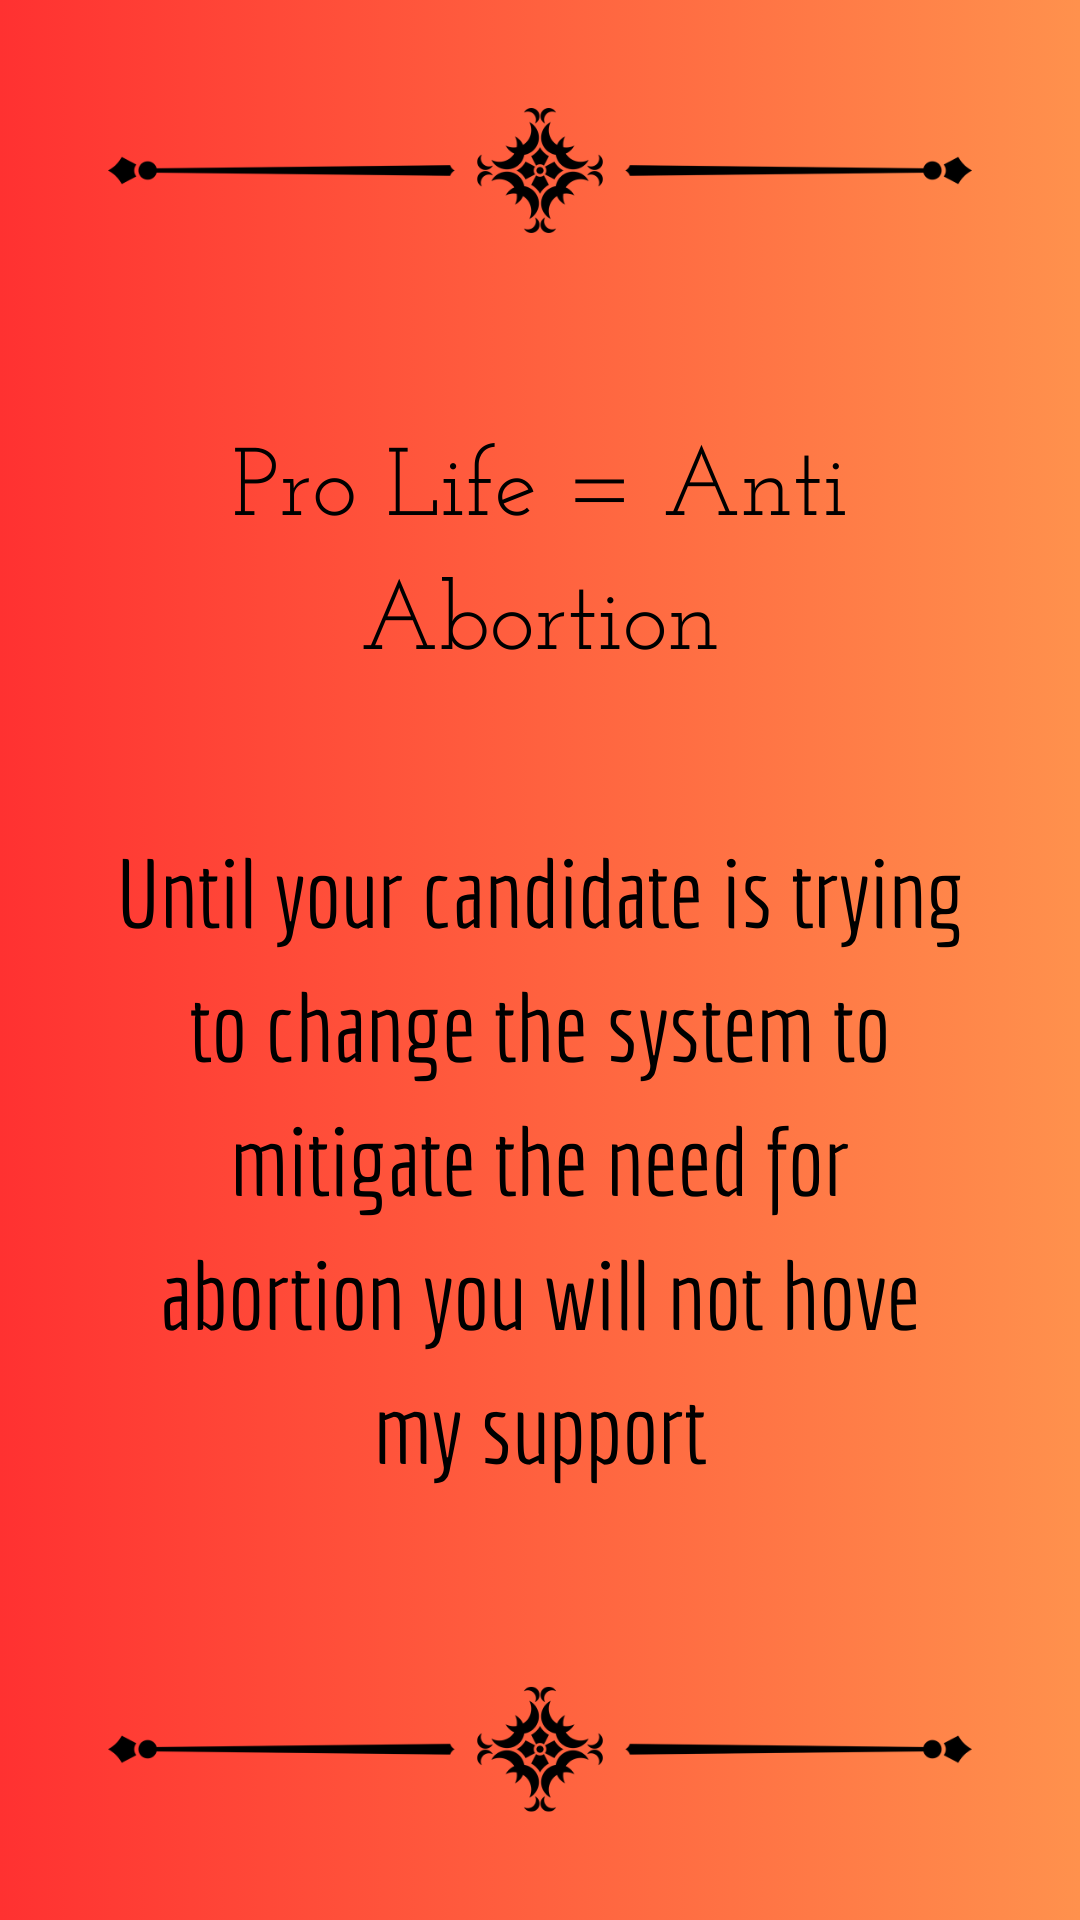 Pro Life = Anti
Abortion
Until your candidate is trying
to change the system to
mitigate the need for
abortion you will not hove
my support